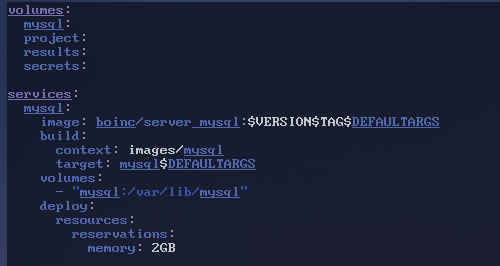 volumes:
  mysql:
  project:
  results:
  secrets:

services:
  mysql:
    image: boinc/server_mysql:$VERSION$TAG$DEFAULTARGS
    build:
      context: images/mysql
      target: mysql$DEFAULTARGS
    volumes:
      - "mysql:/var/lib/mysql"
    deploy:
      resources:
        reservations:
          memory: 2GB